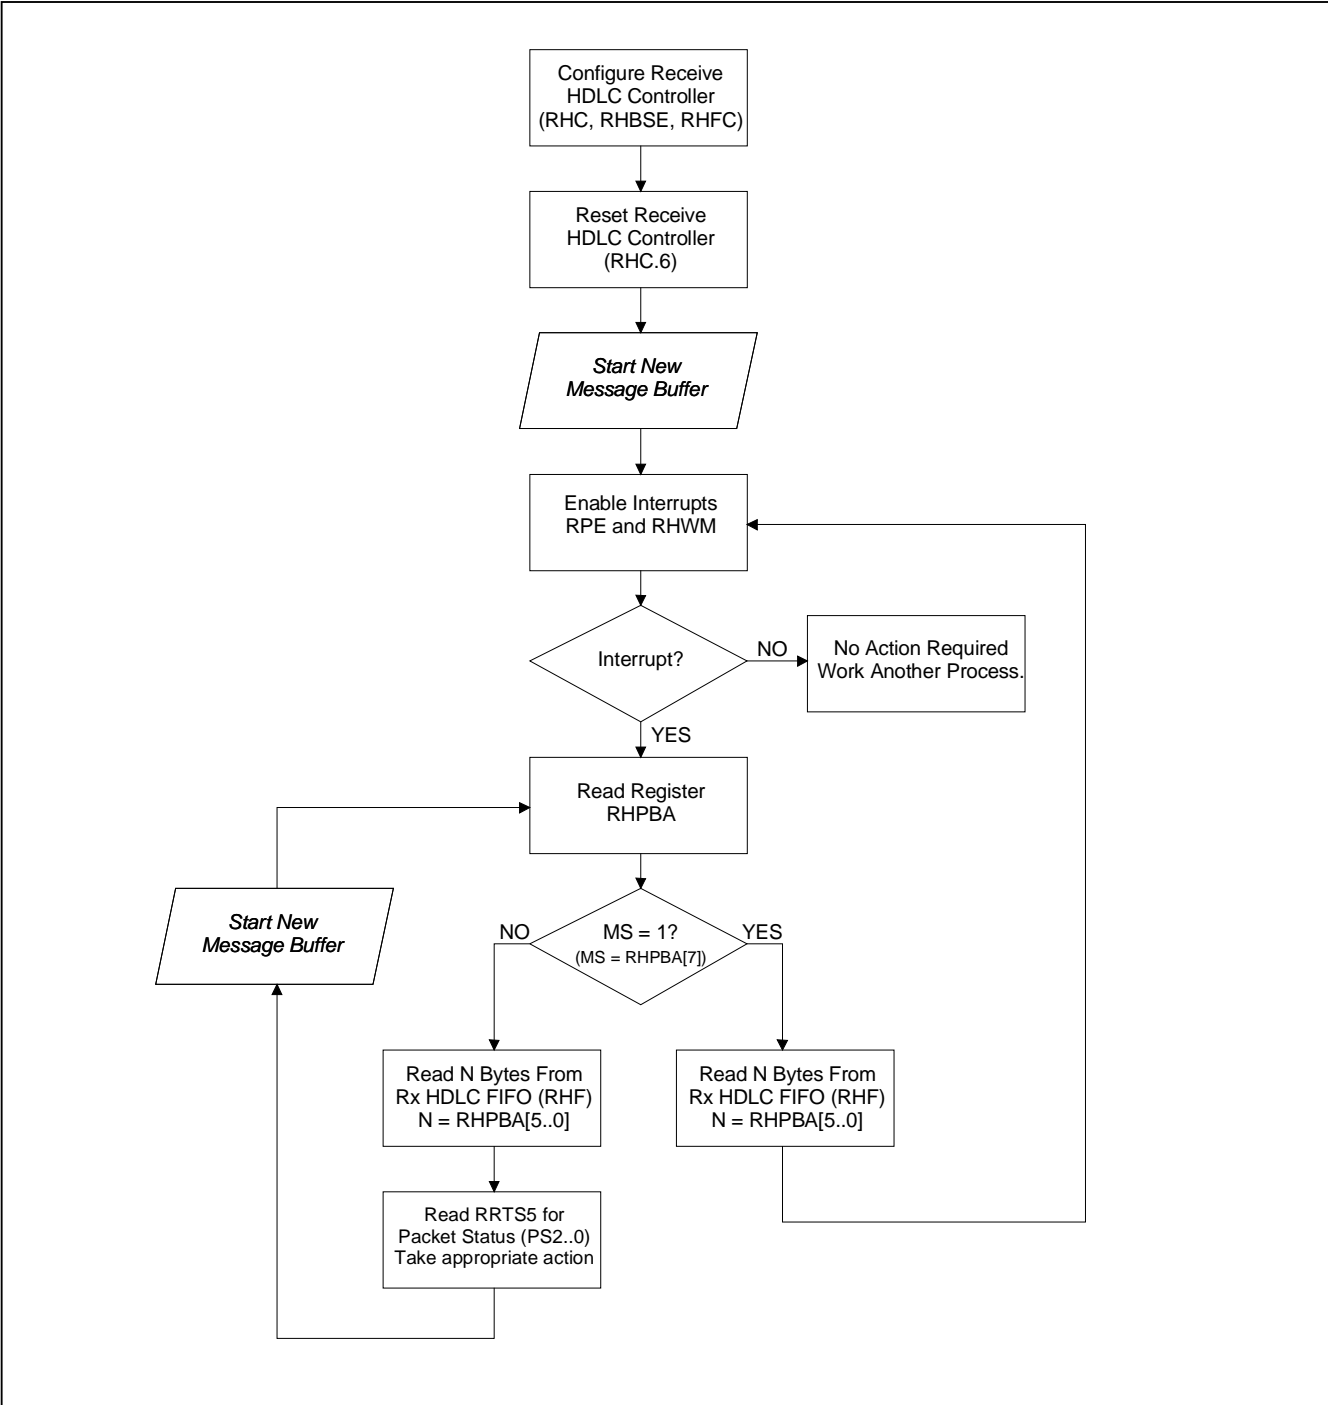 Configure Receive
HDLC Controller
(RHC, RHBSE, RHFC)
Reset Receive
HDLC Controller
(RHC.6)
Start New
Message Buffer
Enable Interrupts
RPE and RHWM
Interrupt?
NO
No Action Required
Work Another Process.
YES
Read Register
RHPBA
Start New
Message Buffer
NO
MS = 1?
(MS = RHPBA[7])
YES
Read N Bytes From
Rx HDLC FIFO (RHF)
N = RHPBA[5..0]
Read N Bytes From
Rx HDLC FIFO (RHF)
N = RHPBA[5..0]
Read RRTS5 for
Packet Status (PS2..0)
Take appropriate action